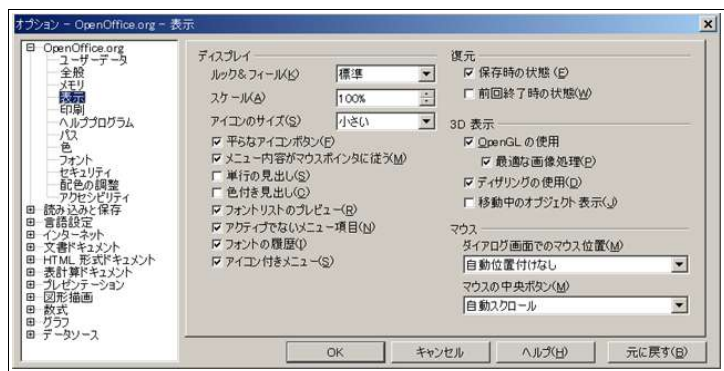 オプション - OpenOffice.org - 表示
OpenOffice.org
ユーザーデータ
全般
メモリ
表示
印刷
ヘルププログラム
パス
色
フォント
セキュリティ
配色の調整
アクセシビリティ
読み込みと保存
言語設定
インターネット
文書ドキュメント
HTML 形式ドキュメント
表計算ドキュメント
プレゼンテーション
図形描画
数式
グラフ
データソース
ディスプレイ
ルック&フィール(K) 標準
スケール(A) 100%
アイコンのサイズ(S) 小さい
平らなアイコンボタン(F)
メニュー内容がマウスポインタに従う(M)
単行の見出し(S)
色付き見出し(C)
フォントリストのプレビュー(R)
アクティブでないメニュー項目(N)
フォントの履歴(I)
アイコン付きメニュー(S)
復元
保存時の状態(E)
前回終了時の状態(W)
3D 表示
OpenGL の使用
最適な画像処理(P)
ディザリングの使用(D)
移動中のオブジェクト表示(J)
マウス
ダイアログ画面でのマウス位置(M)
自動位置付けなし
マウスの中央ボタン(M)
自動スクロール
OK
キャンセル
ヘルプ(H)
元に戻す(B)